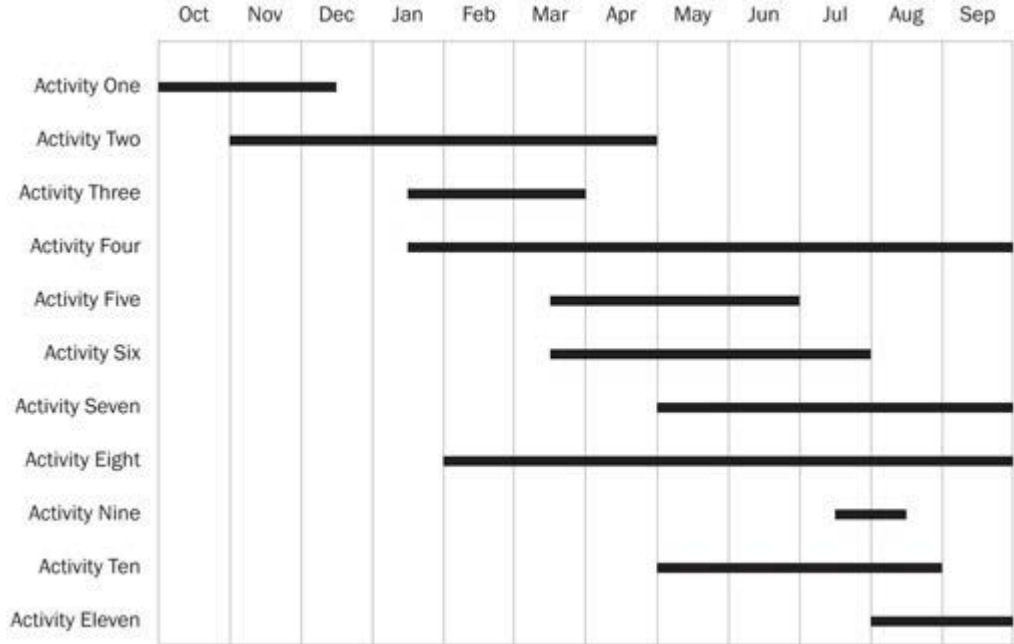 Oct Nov Dec Jan Feb Mar Apr May Jun Jul Aug Sep
Activity One
Activity Two
Activity Three
Activity Four
Activity Five
Activity Six
Activity Seven
Activity Eight
Activity Nine
Activity Ten
Activity Eleven